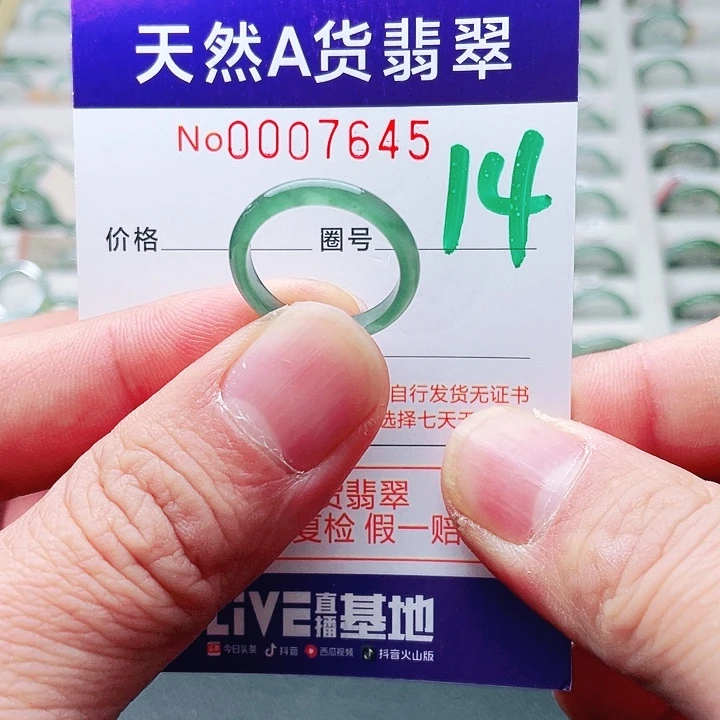 天然A货翡翠
No0007645
价格 圈号 14
自行发货无证书
选择七天无
货翡翠
复检 假一赔
LiVE直播基地
今日头条 抖音 西瓜视频 抖音火山版